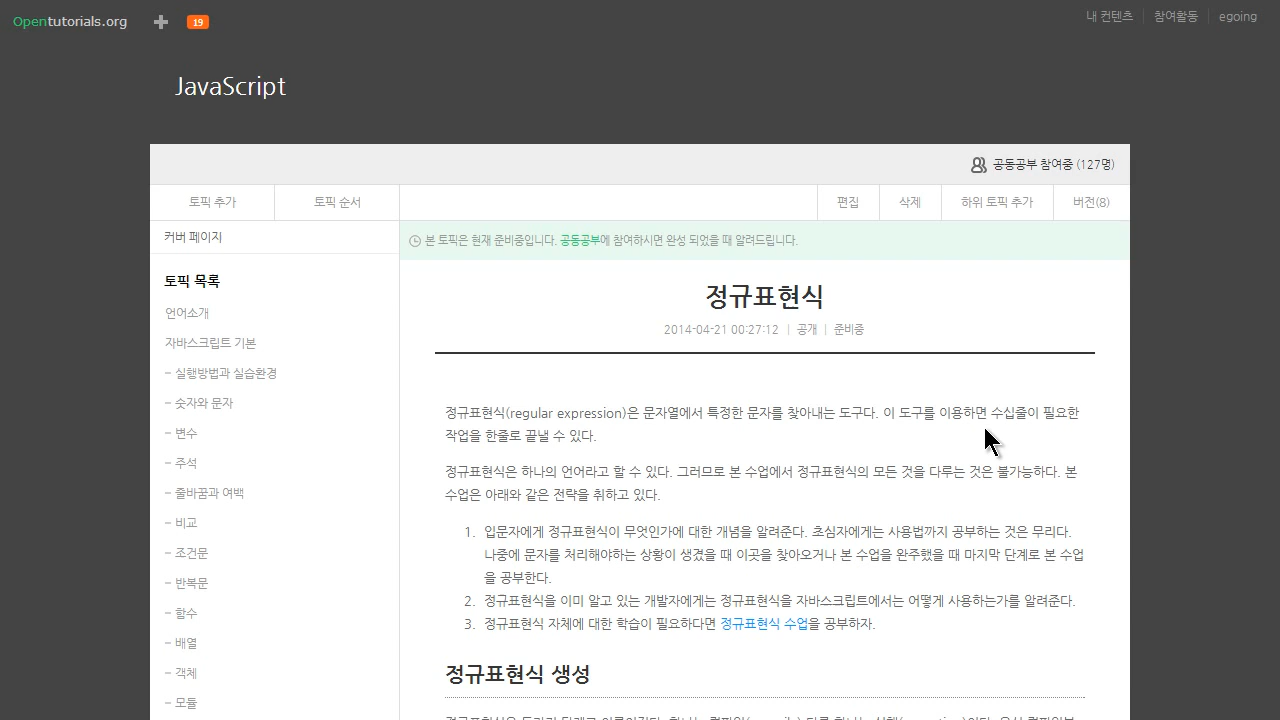 Opentutorials.org
19
내 컨텐츠 참여활동 egoing
JavaScript
공동공부 참여중 (127명)
토픽 추가 토픽 순서 편집 삭제 하위 토픽 추가 버전(8)
커버 페이지
본 토픽은 현재 준비중입니다. 공동공부에 참여하시면 완성 되었을 때 알려드립니다.
토픽 목록
언어소개
자바스크립트 기본
- 실행방법과 실습환경
- 숫자와 문자
- 변수
- 주석
- 줄바꿈과 여백
- 비교
- 조건문
- 반복문
- 함수
- 배열
- 객체
- 모듈
정규표현식
2014-04-21 00:27:12 | 공개 | 준비중
정규표현식(regular expression)은 문자열에서 특정한 문자를 찾아내는 도구다. 이 도구를 이용하면 수십줄이 필요한
작업을 한줄로 끝낼 수 있다.
정규표현식은 하나의 언어라고 할 수 있다. 그러므로 본 수업에서 정규표현식의 모든 것을 다루는 것은 불가능하다. 본
수업은 아래와 같은 전략을 취하고 있다.
1. 입문자에게 정규표현식이 무엇인가에 대한 개념을 알려준다. 초심자에게는 사용법까지 공부하는 것은 무리다.
나중에 문자를 처리해야하는 상황이 생겼을 때 이곳을 찾아오거나 본 수업을 완주했을 때 마지막 단계로 본 수업
을 공부한다.
2. 정규표현식을 이미 알고 있는 개발자에게는 정규표현식을 자바스크립트에서는 어떻게 사용하는가를 알려준다.
3. 정규표현식 자체에 대한 학습이 필요하다면 정규표현식 수업을 공부하자.
정규표현식 생성